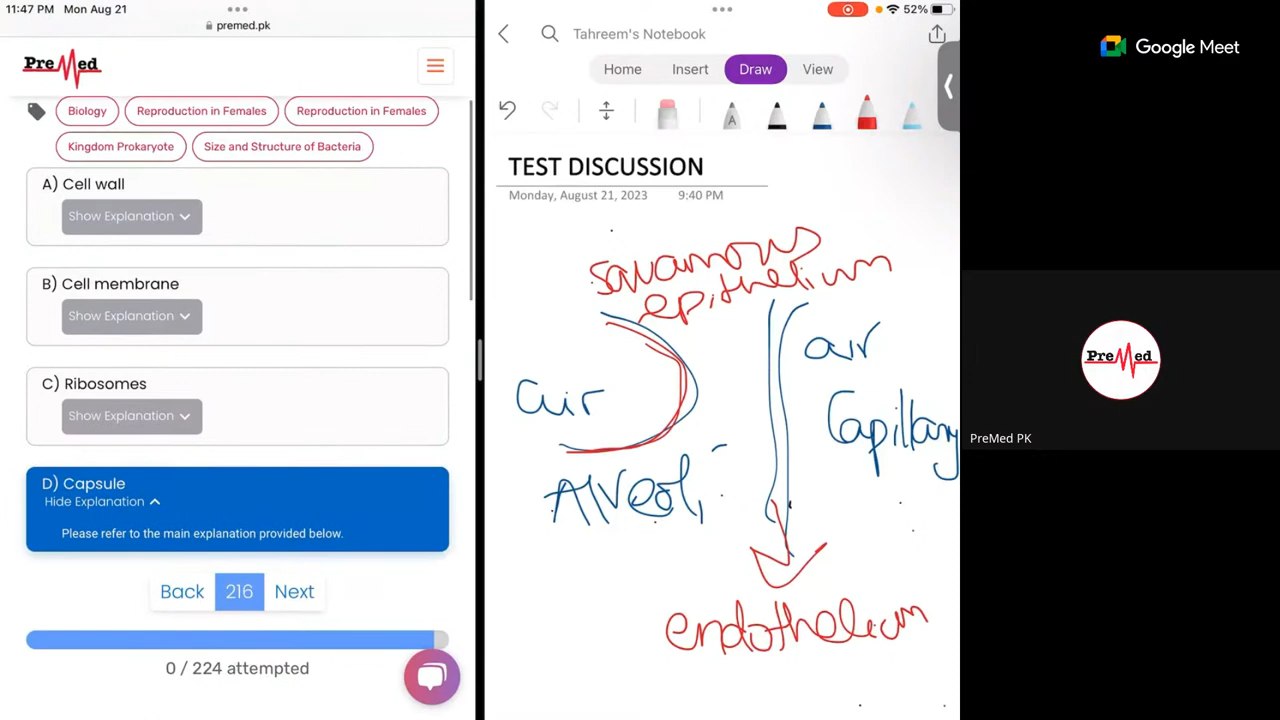 11:47 PM Mon Aug 21
premed.pk
PreMed
Biology
Reproduction in Females
Reproduction in Females
Kingdom Prokaryote
Size and Structure of Bacteria
A) Cell wall
Show Explanation
B) Cell membrane
Show Explanation
C) Ribosomes
Show Explanation
D) Capsule
Hide Explanation
Please refer to the main explanation provided below.
Back 216 Next
0 / 224 attempted
52%
Tahreem's Notebook
Home Insert Draw View
A
TEST DISCUSSION
Monday, August 21, 2023 9:40 PM
Squamous
epithelium
air
air
Capillary
Alveoli
endothelium
Google Meet
PreMed
PreMed PK